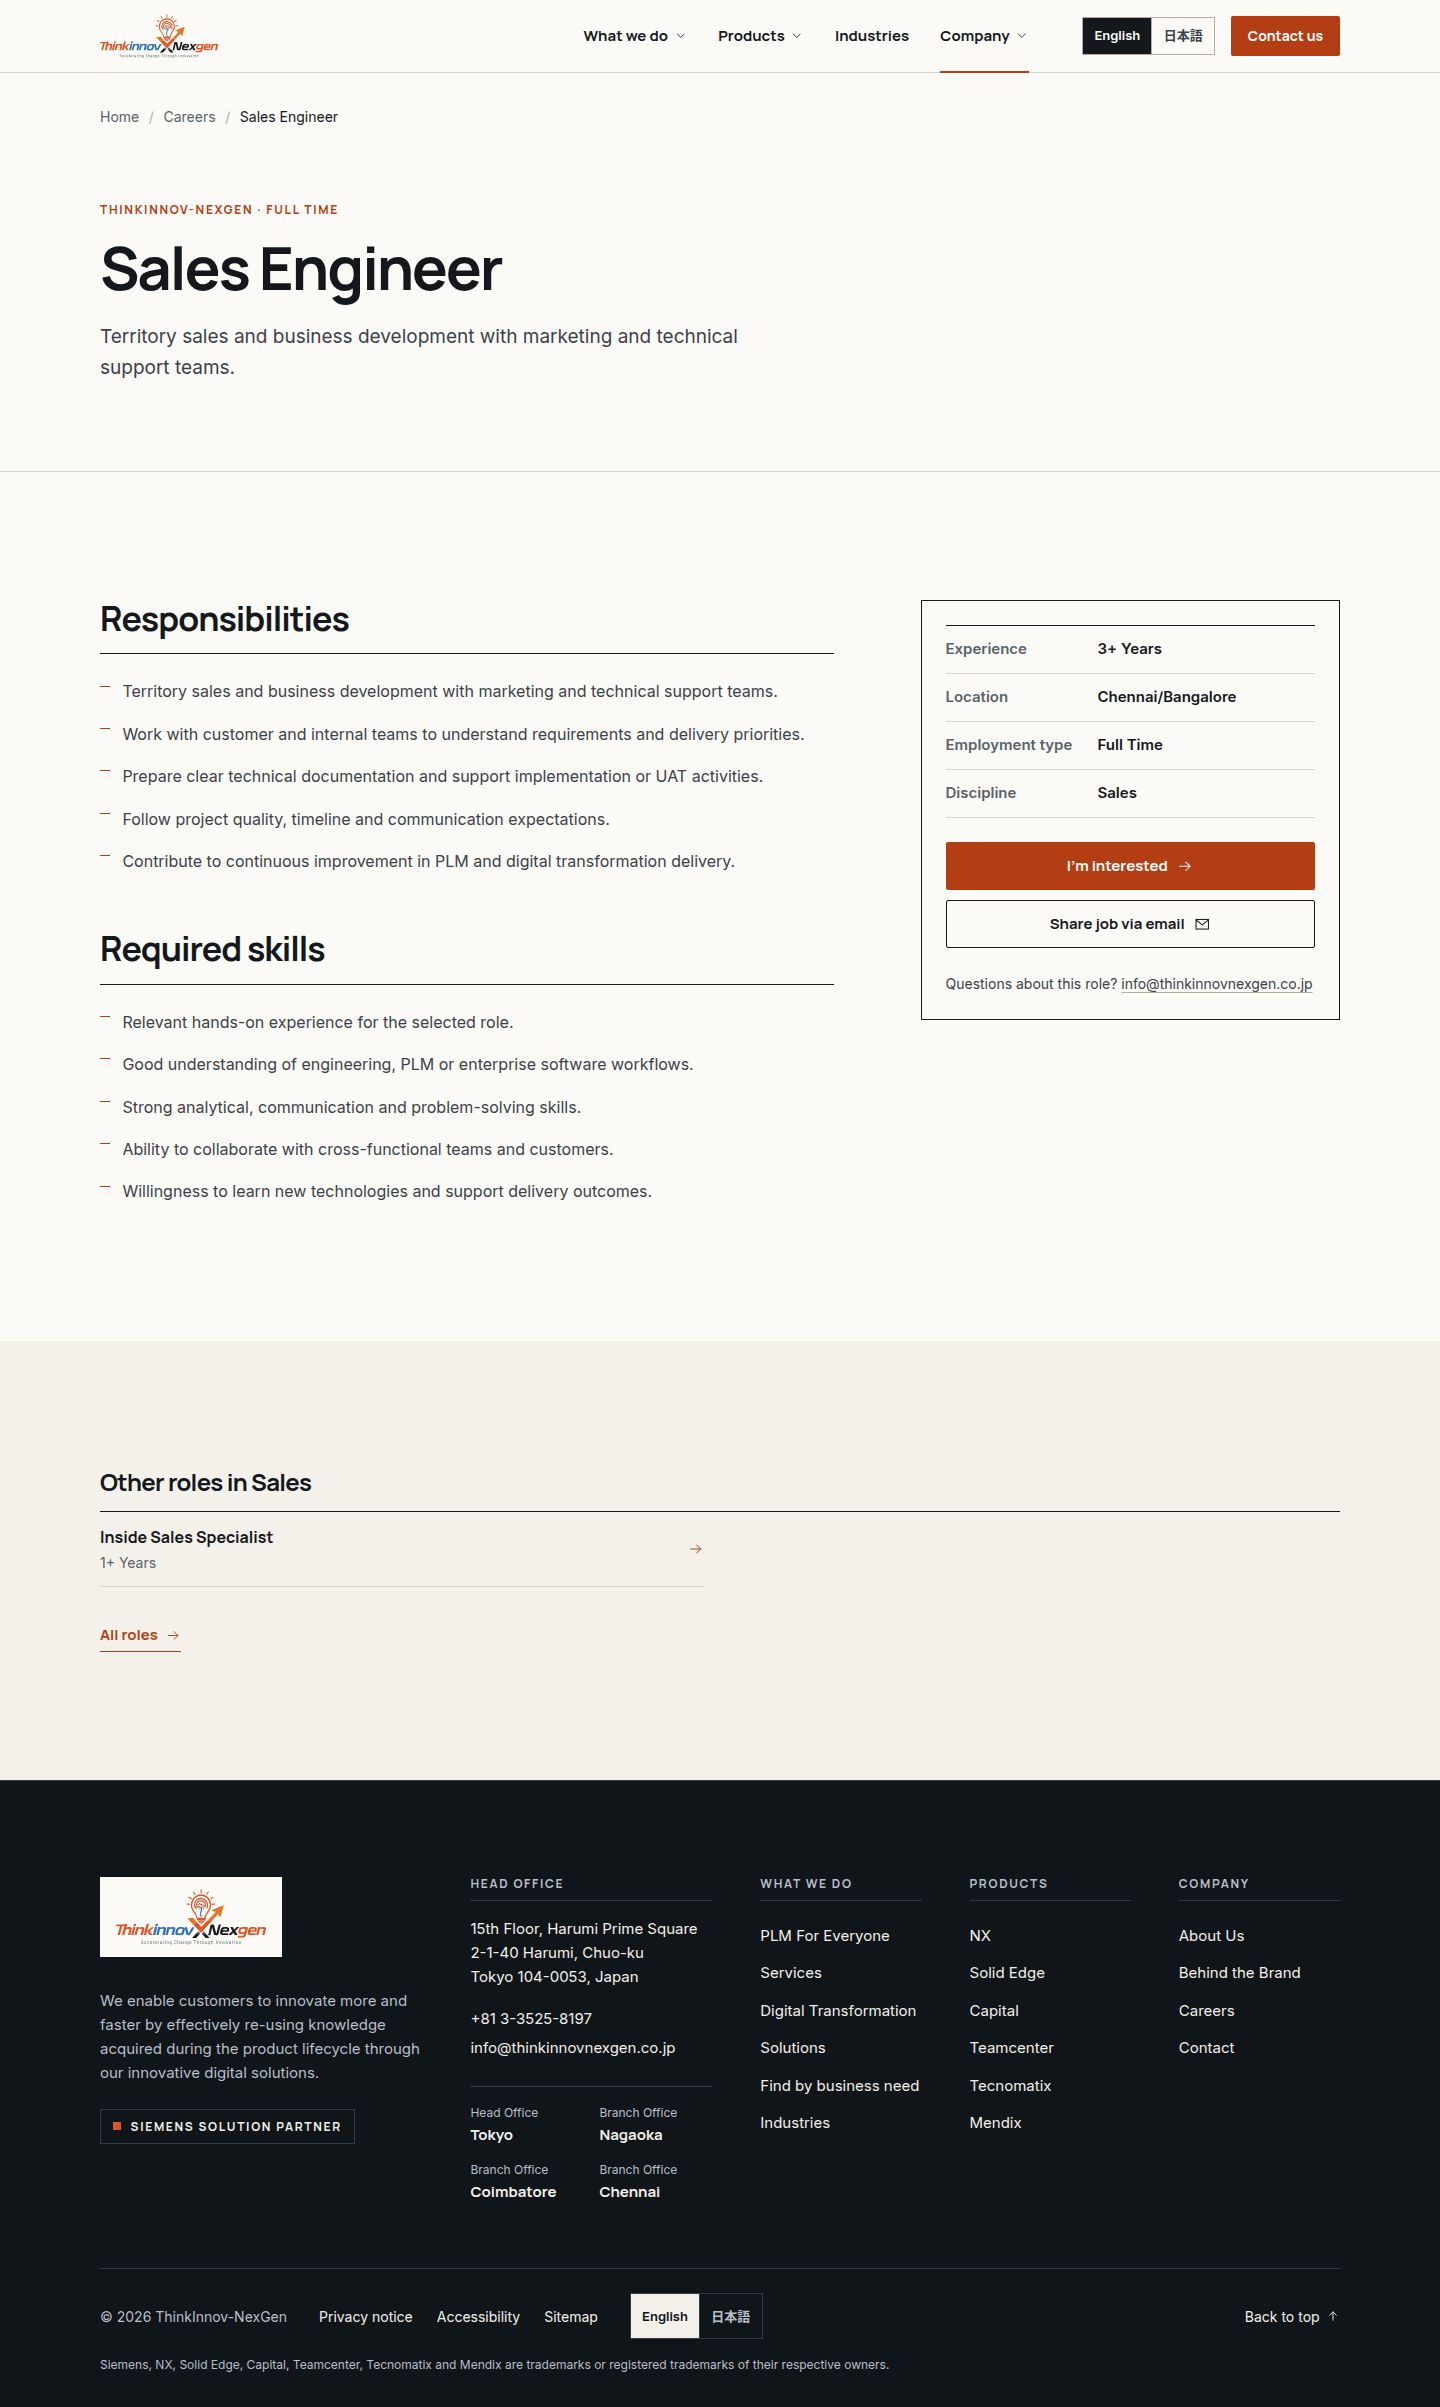 Thinkinnov Nexgen
Accelerating Change Through Innovation
What we do
Products
Industries
Company
English
日本語
Contact us
Home / Careers / Sales Engineer
THINKINNOV-NEXGEN · FULL TIME
Sales Engineer
Territory sales and business development with marketing and technical
support teams.
Responsibilities
Territory sales and business development with marketing and technical support teams.
Work with customer and internal teams to understand requirements and delivery priorities.
Prepare clear technical documentation and support implementation or UAT activities.
Follow project quality, timeline and communication expectations.
Contribute to continuous improvement in PLM and digital transformation delivery.
Required skills
Relevant hands-on experience for the selected role.
Good understanding of engineering, PLM or enterprise software workflows.
Strong analytical, communication and problem-solving skills.
Ability to collaborate with cross-functional teams and customers.
Willingness to learn new technologies and support delivery outcomes.
Experience 3+ Years
Location Chennai/Bangalore
Employment type Full Time
Discipline Sales
I'm interested →
Share job via email
Questions about this role? info@thinkinnovnexgen.co.jp
Other roles in Sales
Inside Sales Specialist
1+ Years
→
All roles →
Thinkinnov Nexgen
Accelerating Change Through Innovation
We enable customers to innovate more and
faster by effectively re-using knowledge
acquired during the product lifecycle through
our innovative digital solutions.
SIEMENS SOLUTION PARTNER
HEAD OFFICE
15th Floor, Harumi Prime Square
2-1-40 Harumi, Chuo-ku
Tokyo 104-0053, Japan
+81 3-3525-8197
info@thinkinnovnexgen.co.jp
Head Office
Tokyo
Branch Office
Nagaoka
Branch Office
Coimbatore
Branch Office
Chennai
WHAT WE DO
PLM For Everyone
Services
Digital Transformation
Solutions
Find by business need
Industries
PRODUCTS
NX
Solid Edge
Capital
Teamcenter
Tecnomatix
Mendix
COMPANY
About Us
Behind the Brand
Careers
Contact
© 2026 ThinkInnov-NexGen
Privacy notice
Accessibility
Sitemap
English
日本語
Back to top ↑
Siemens, NX, Solid Edge, Capital, Teamcenter, Tecnomatix and Mendix are trademarks or registered trademarks of their respective owners.